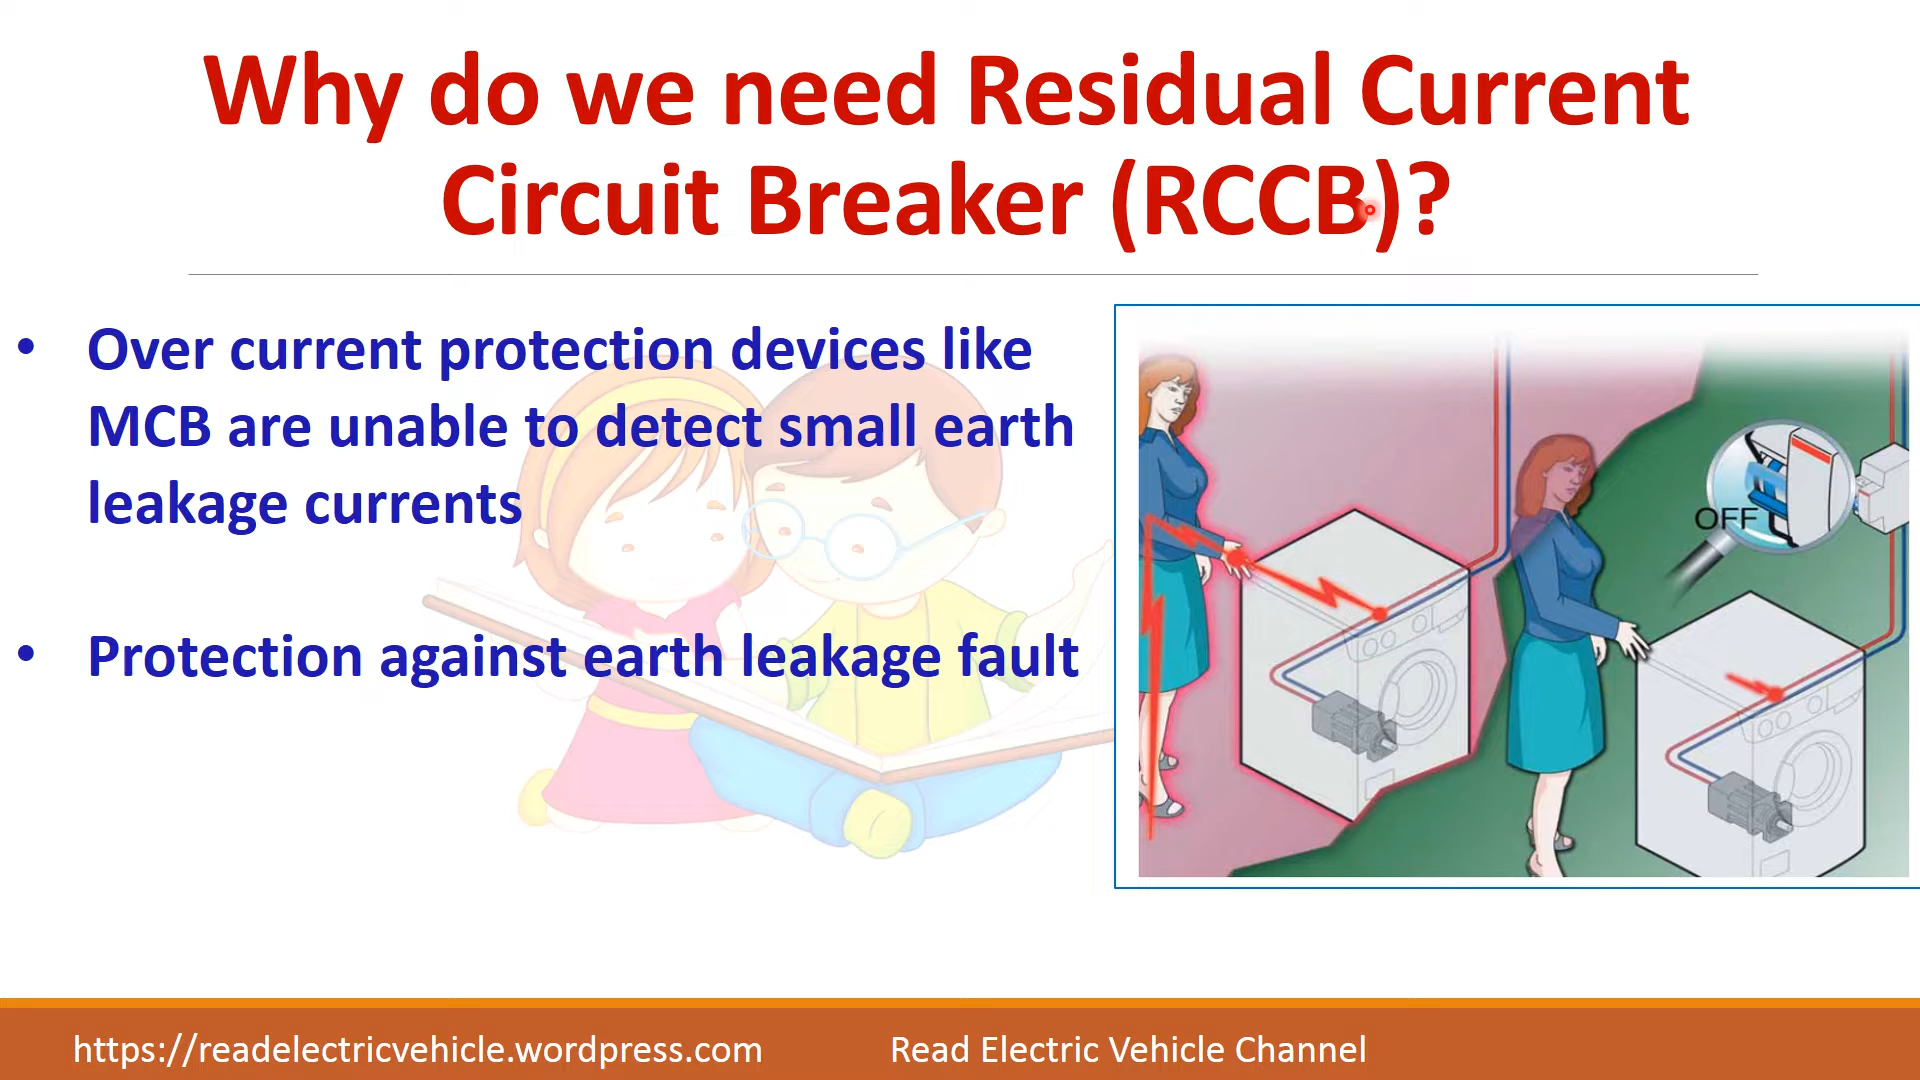 Why do we need Residual Current
Circuit Breaker (RCCB)?
• Over current protection devices like
MCB are unable to detect small earth
leakage currents
• Protection against earth leakage fault
OFF
https://readelectricvehicle.wordpress.com
Read Electric Vehicle Channel